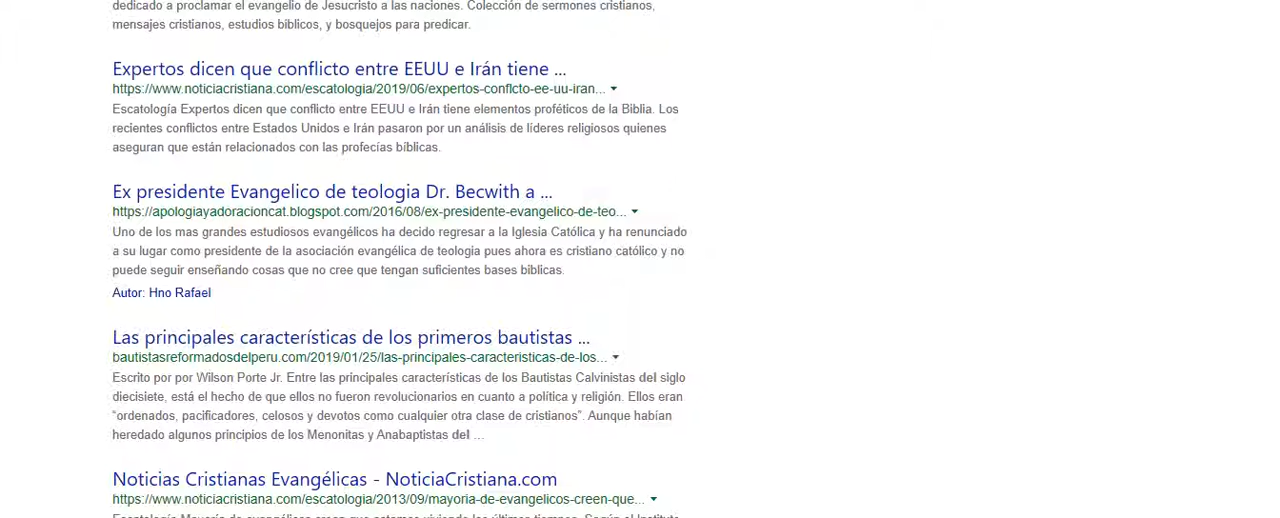 dedicado a proclamar el evangelio de Jesucristo a las naciones. Colección de sermones cristianos,
mensajes cristianos, estudios biblicos, y bosquejos para predicar.
Expertos dicen que conflicto entre EEUU e Irán tiene ...
https://www.noticiacristiana.com/escatologia/2019/06/expertos-conflcto-ee-uu-iran...
Escatología Expertos dicen que conflicto entre EEUU e Irán tiene elementos proféticos de la Biblia. Los
recientes conflictos entre Estados Unidos e Irán pasaron por un análisis de líderes religiosos quienes
aseguran que están relacionados con las profecías bíblicas.
Ex presidente Evangelico de teologia Dr. Becwith a ...
https://apologiayadoracioncat.blogspot.com/2016/08/ex-presidente-evangelico-de-teo...
Uno de los mas grandes estudiosos evangélicos ha decido regresar a la Iglesia Católica y ha renunciado
a su lugar como presidente de la asociación evangélica de teologia pues ahora es cristiano católico y no
puede seguir enseñando cosas que no cree que tengan suficientes bases bíblicas.
Autor: Hno Rafael
Las principales características de los primeros bautistas ...
bautistasreformadosdelperu.com/2019/01/25/las-principales-caracteristicas-de-los...
Escrito por por Wilson Porte Jr. Entre las principales características de los Bautistas Calvinistas del siglo
diecisiete, está el hecho de que ellos no fueron revolucionarios en cuanto a política y religión. Ellos eran
“ordenados, pacificadores, celosos y devotos como cualquier otra clase de cristianos”. Aunque habían
heredado algunos principios de los Menonitas y Anabaptistas del ...
Noticias Cristianas Evangélicas - NoticiaCristiana.com
https://www.noticiacristiana.com/escatologia/2013/09/mayoria-de-evangelicos-creen-que...